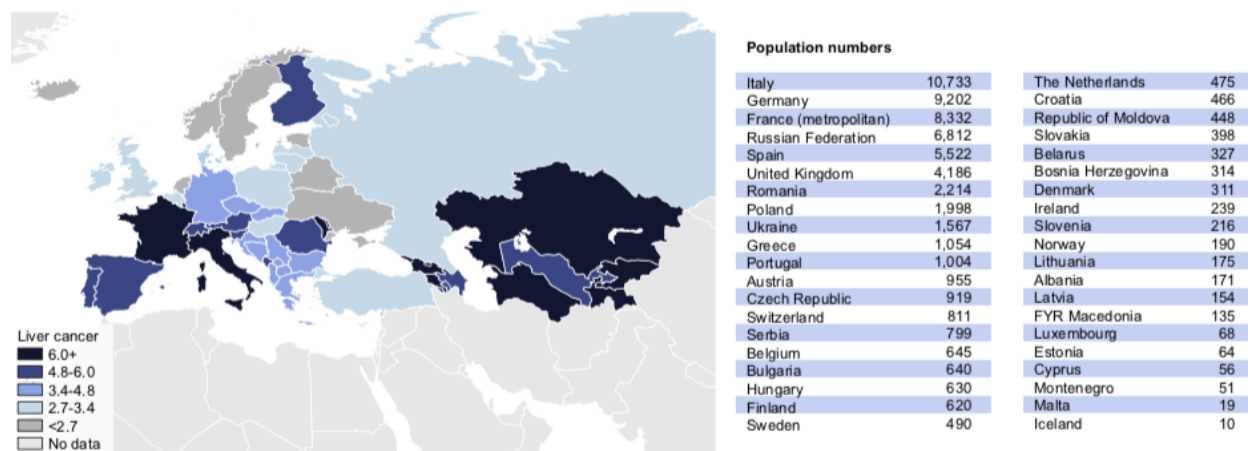 Liver cancer
6.0+
4.8-6.0
3.4-4.8
2.7-3.4
<2.7
No data
Population numbers
Italy 10,733
Germany 9,202
France (metropolitan) 8,332
Russian Federation 6,812
Spain 5,522
United Kingdom 4,186
Romania 2,214
Poland 1,998
Ukraine 1,567
Greece 1,054
Portugal 1,004
Austria 955
Czech Republic 919
Switzerland 811
Serbia 799
Belgium 645
Bulgaria 640
Hungary 630
Finland 620
Sweden 490
The Netherlands 475
Croatia 466
Republic of Moldova 448
Slovakia 398
Belarus 327
Bosnia Herzegovina 314
Denmark 311
Ireland 239
Slovenia 216
Norway 190
Lithuania 175
Albania 171
Latvia 154
FYR Macedonia 135
Luxembourg 68
Estonia 64
Cyprus 56
Montenegro 51
Malta 19
Iceland 10